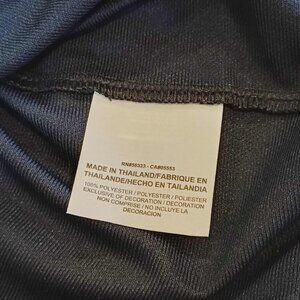 RN#56323 - CA#05553
MADE IN THAILAND/FABRIQUE EN
THAILANDE/HECHO EN TAILANDIA
100% POLYESTER / POLYESTER / POLIESTER
EXCLUSIVE OF DECORATION / DECORATION
NON COMPRISE / NO INCLUYE LA
DECORACION